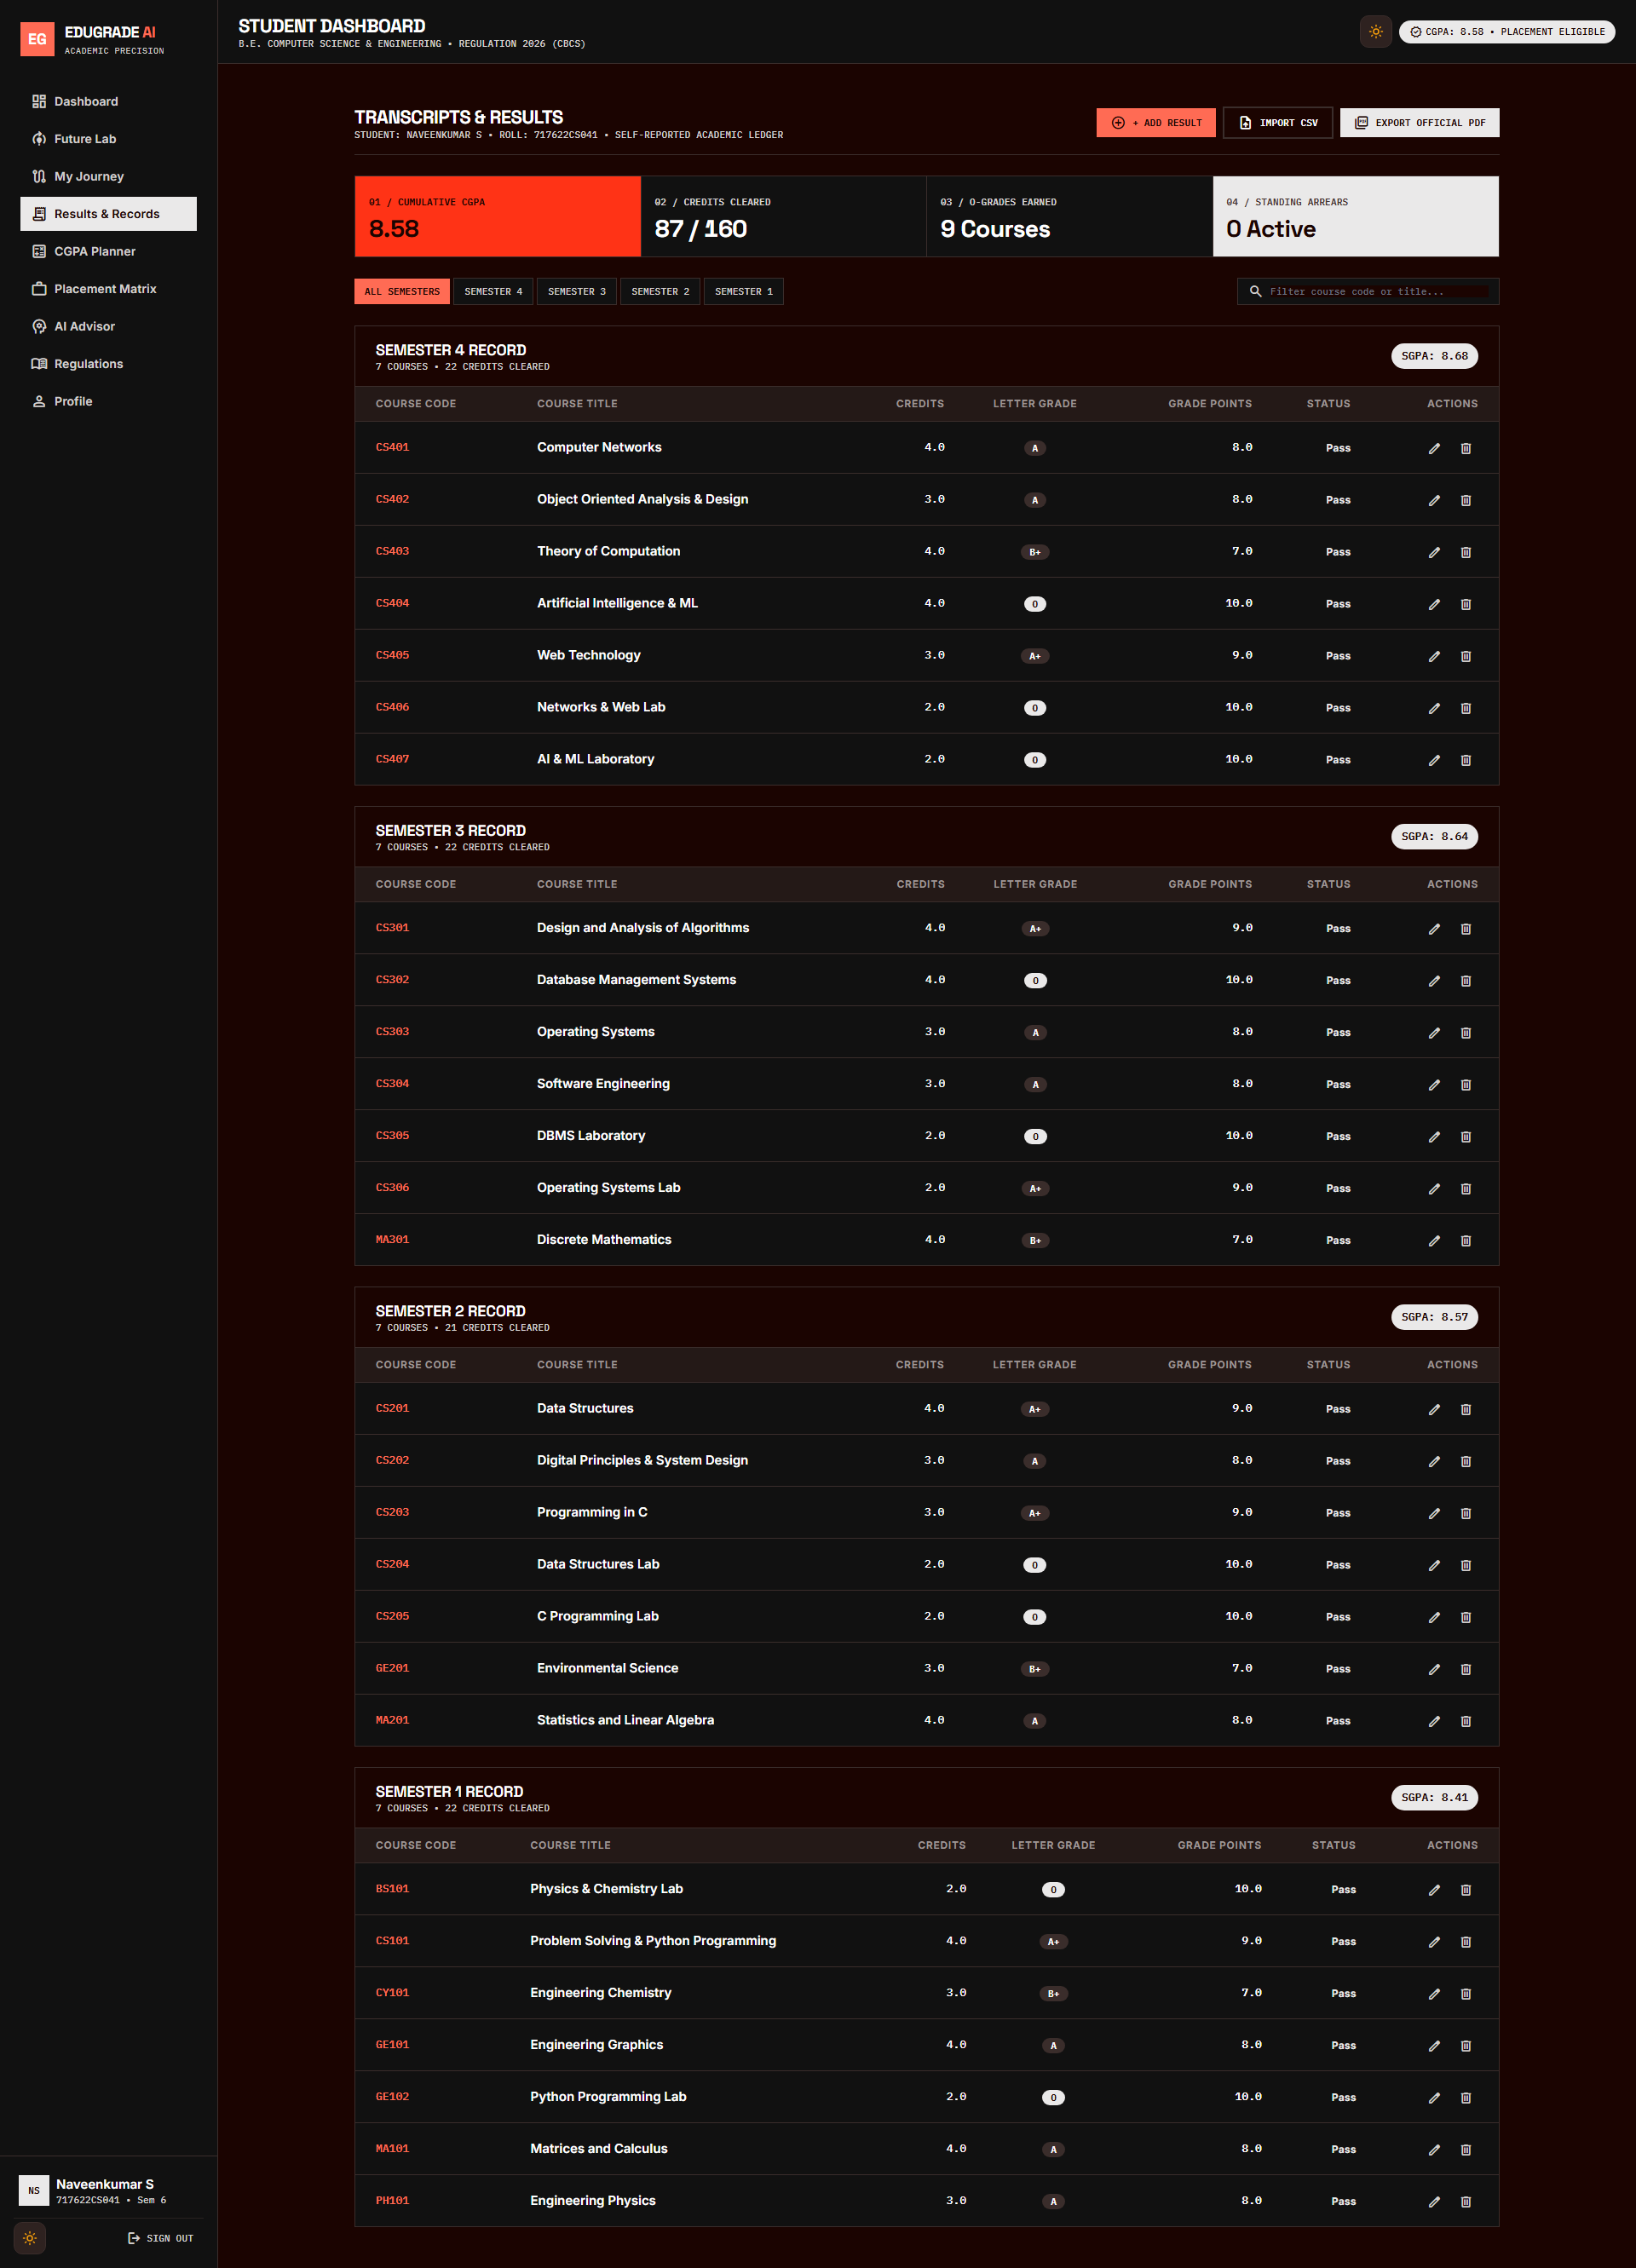 EG
EDUGRADE AI
ACADEMIC PRECISION
Dashboard
Future Lab
My Journey
Results & Records
CGPA Planner
Placement Matrix
AI Advisor
Regulations
Profile
NS
Naveenkumar S
717622CS041 • Sem 6
SIGN OUT
STUDENT DASHBOARD
B.E. COMPUTER SCIENCE & ENGINEERING • REGULATION 2026 (CBCS)
CGPA: 8.58 • PLACEMENT ELIGIBLE
TRANSCRIPTS & RESULTS
STUDENT: NAVEENKUMAR S • ROLL: 717622CS041 • SELF-REPORTED ACADEMIC LEDGER
+ ADD RESULT
IMPORT CSV
EXPORT OFFICIAL PDF
01 / CUMULATIVE CGPA
8.58
02 / CREDITS CLEARED
87 / 160
03 / O-GRADES EARNED
9 Courses
04 / STANDING ARREARS
0 Active
ALL SEMESTERS SEMESTER 4 SEMESTER 3 SEMESTER 2 SEMESTER 1
Filter course code or title...
SEMESTER 4 RECORD
7 COURSES • 22 CREDITS CLEARED
SGPA: 8.68
COURSE CODE COURSE TITLE CREDITS LETTER GRADE GRADE POINTS STATUS ACTIONS
CS401 Computer Networks 4.0 A 8.0 Pass
CS402 Object Oriented Analysis & Design 3.0 A 8.0 Pass
CS403 Theory of Computation 4.0 B+ 7.0 Pass
CS404 Artificial Intelligence & ML 4.0 O 10.0 Pass
CS405 Web Technology 3.0 A+ 9.0 Pass
CS406 Networks & Web Lab 2.0 O 10.0 Pass
CS407 AI & ML Laboratory 2.0 O 10.0 Pass
SEMESTER 3 RECORD
7 COURSES • 22 CREDITS CLEARED
SGPA: 8.64
COURSE CODE COURSE TITLE CREDITS LETTER GRADE GRADE POINTS STATUS ACTIONS
CS301 Design and Analysis of Algorithms 4.0 A+ 9.0 Pass
CS302 Database Management Systems 4.0 O 10.0 Pass
CS303 Operating Systems 3.0 A 8.0 Pass
CS304 Software Engineering 3.0 A 8.0 Pass
CS305 DBMS Laboratory 2.0 O 10.0 Pass
CS306 Operating Systems Lab 2.0 A+ 9.0 Pass
MA301 Discrete Mathematics 4.0 B+ 7.0 Pass
SEMESTER 2 RECORD
7 COURSES • 21 CREDITS CLEARED
SGPA: 8.57
COURSE CODE COURSE TITLE CREDITS LETTER GRADE GRADE POINTS STATUS ACTIONS
CS201 Data Structures 4.0 A+ 9.0 Pass
CS202 Digital Principles & System Design 3.0 A 8.0 Pass
CS203 Programming in C 3.0 A+ 9.0 Pass
CS204 Data Structures Lab 2.0 O 10.0 Pass
CS205 C Programming Lab 2.0 O 10.0 Pass
GE201 Environmental Science 3.0 B+ 7.0 Pass
MA201 Statistics and Linear Algebra 4.0 A 8.0 Pass
SEMESTER 1 RECORD
7 COURSES • 22 CREDITS CLEARED
SGPA: 8.41
COURSE CODE COURSE TITLE CREDITS LETTER GRADE GRADE POINTS STATUS ACTIONS
BS101 Physics & Chemistry Lab 2.0 O 10.0 Pass
CS101 Problem Solving & Python Programming 4.0 A+ 9.0 Pass
CY101 Engineering Chemistry 3.0 B+ 7.0 Pass
GE101 Engineering Graphics 4.0 A 8.0 Pass
GE102 Python Programming Lab 2.0 O 10.0 Pass
MA101 Matrices and Calculus 4.0 A 8.0 Pass
PH101 Engineering Physics 3.0 A 8.0 Pass